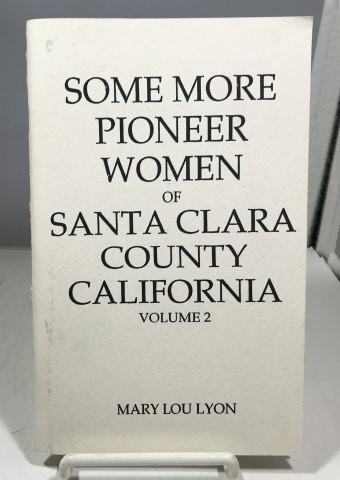 SOME MORE
PIONEER
WOMEN
OF
SANTA CLARA
COUNTY
CALIFORNIA
VOLUME 2
MARY LOU LYON